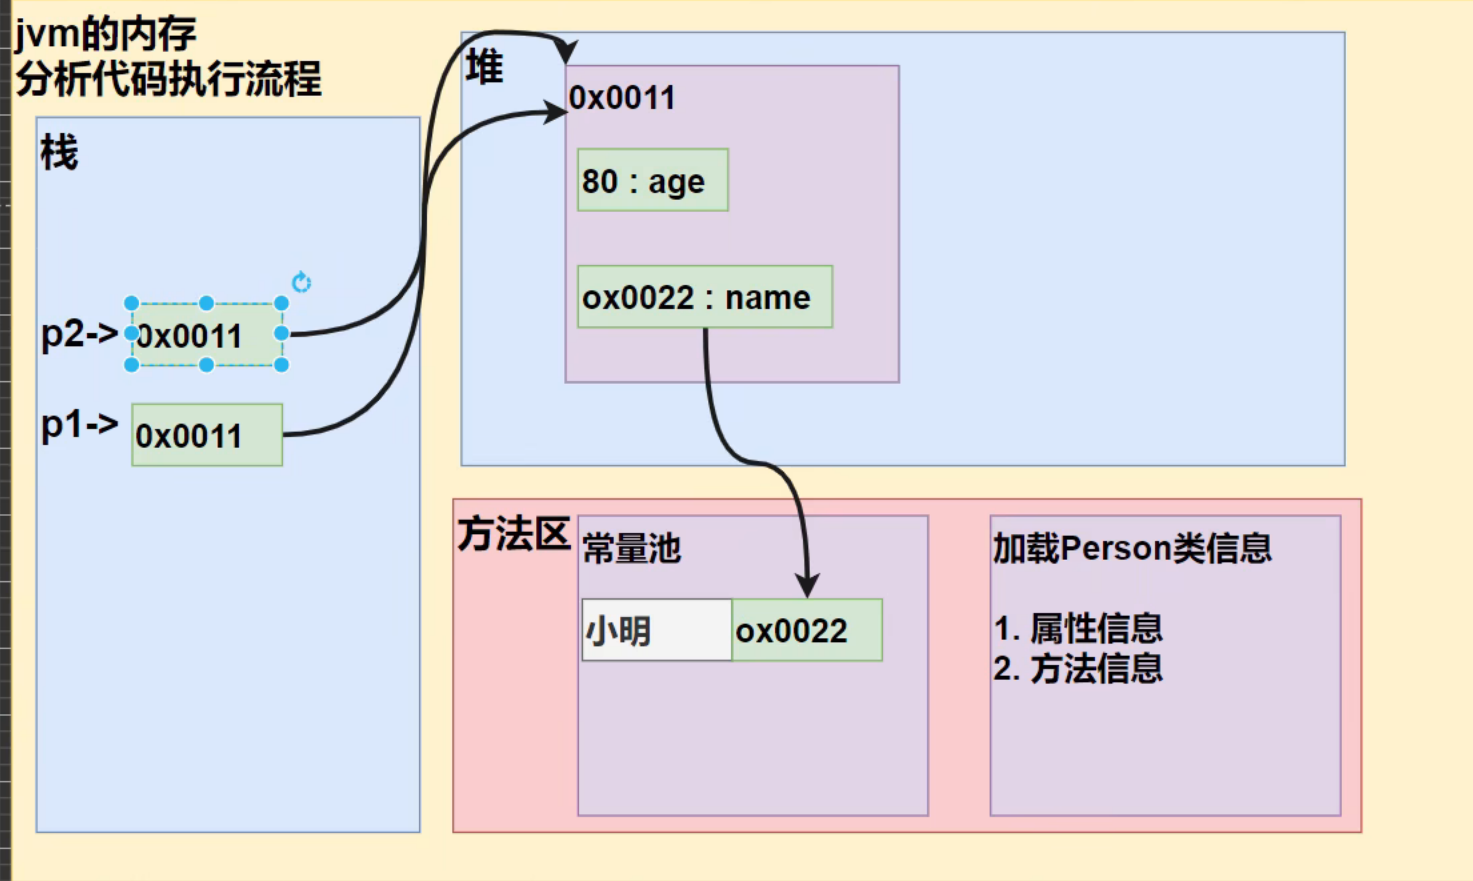 jvm的内存
分析代码执行流程
栈
p2-> 0x0011
p1-> 0x0011
堆
0x0011
80 : age
ox0022 : name
方法区
常量池
小明 ox0022
加载Person类信息
1. 属性信息
2. 方法信息